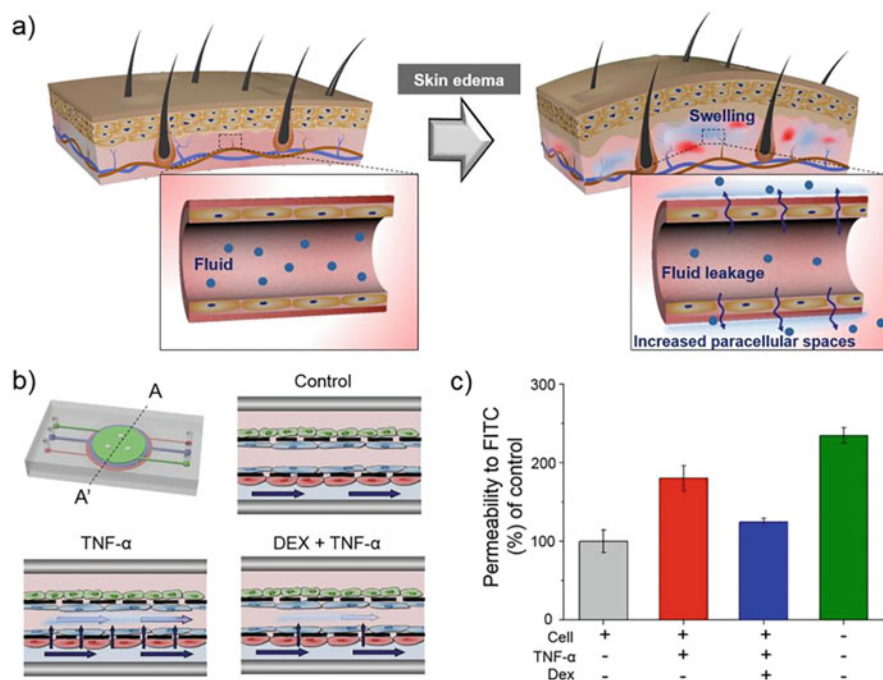 a)
Skin edema
Swelling
Fluid
Fluid leakage
Increased paracellular spaces
b)
A
A'
Control
TNF-α
DEX + TNF-α
c)
Permeability to FITC
(%) of control
300
200
100
0
Cell + + + -
TNF-α - + + -
Dex - - + -